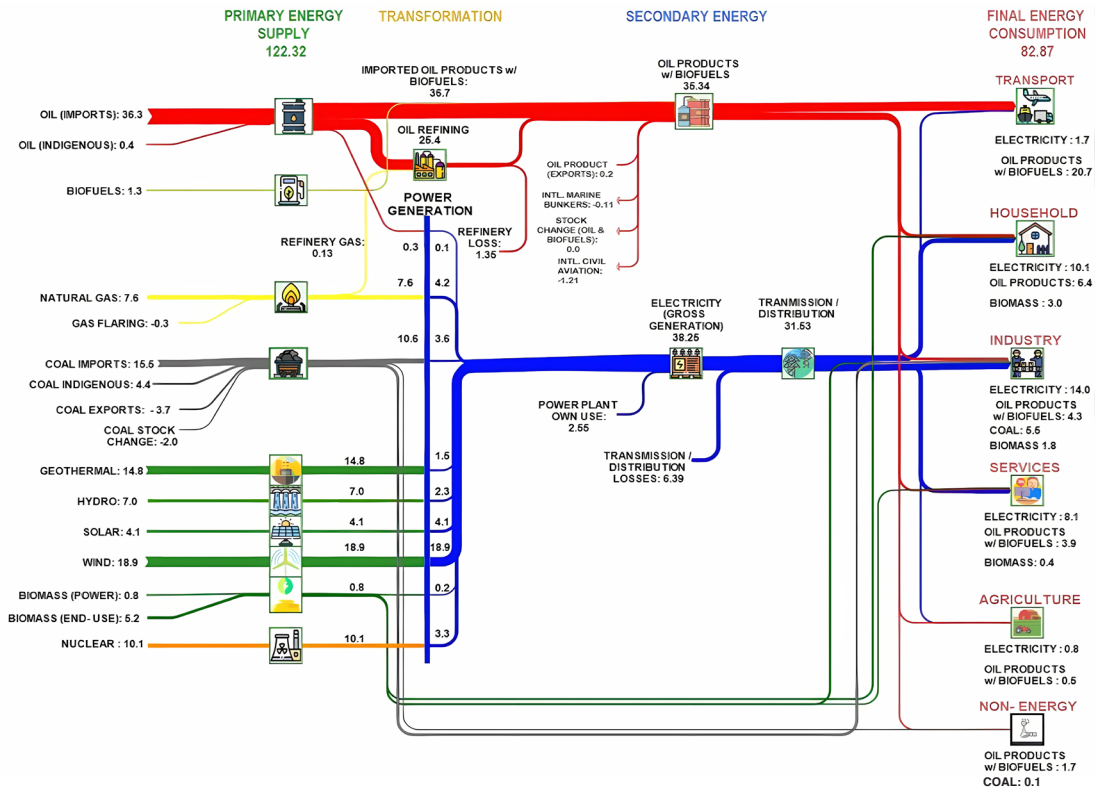 PRIMARY ENERGY
SUPPLY
122.32
TRANSFORMATION
SECONDARY ENERGY
FINAL ENERGY
CONSUMPTION
82.87
IMPORTED OIL PRODUCTS w/
BIOFUELS:
36.7
OIL PRODUCTS
w/ BIOFUELS
35.34
OIL (IMPORTS): 36.3
OIL (INDIGENOUS): 0.4
BIOFUELS: 1.3
OIL REFINING
25.4
POWER
GENERATION
REFINERY GAS:
0.13
REFINERY
LOSS:
1.35
OIL PRODUCT
(EXPORTS): 0.2
INTL. MARINE
BUNKERS: -0.11
STOCK
CHANGE (OIL &
BIOFUELS):
0.0
INTL. CIVIL
AVIATION:
-1.21
0.3
0.1
NATURAL GAS: 7.6
GAS FLARING: -0.3
7.6
4.2
COAL IMPORTS: 15.6
COAL INDIGENOUS: 4.4
COAL EXPORTS: - 3.7
COAL STOCK
CHANGE: -2.0
10.6
3.6
ELECTRICITY
(GROSS
GENERATION)
38.25
TRANMISSION /
DISTRIBUTION
31.53
POWER PLANT
OWN USE:
2.55
TRANSMISSION /
DISTRIBUTION
LOSSES: 6.39
GEOTHERMAL: 14.8
14.8
1.5
HYDRO: 7.0
7.0
2.3
SOLAR: 4.1
4.1
4.1
WIND: 18.9
18.9
18.9
BIOMASS (POWER): 0.8
0.8
0.2
BIOMASS (END- USE): 5.2
NUCLEAR : 10.1
10.1
3.3
TRANSPORT
ELECTRICITY : 1.7
OIL PRODUCTS
w/ BIOFUELS : 20.7
HOUSEHOLD
ELECTRICITY : 10.1
OIL PRODUCTS: 6.4
BIOMASS : 3.0
INDUSTRY
ELECTRICITY : 14.0
OIL PRODUCTS
w/ BIOFUELS: 4.3
COAL: 5.5
BIOMASS 1.8
SERVICES
ELECTRICITY : 8.1
OIL PRODUCTS
w/ BIOFUELS : 3.9
BIOMASS: 0.4
AGRICULTURE
ELECTRICITY : 0.8
OIL PRODUCTS
w/ BIOFUELS : 0.5
NON- ENERGY
OIL PRODUCTS
w/ BIOFUELS : 1.7
COAL: 0.1